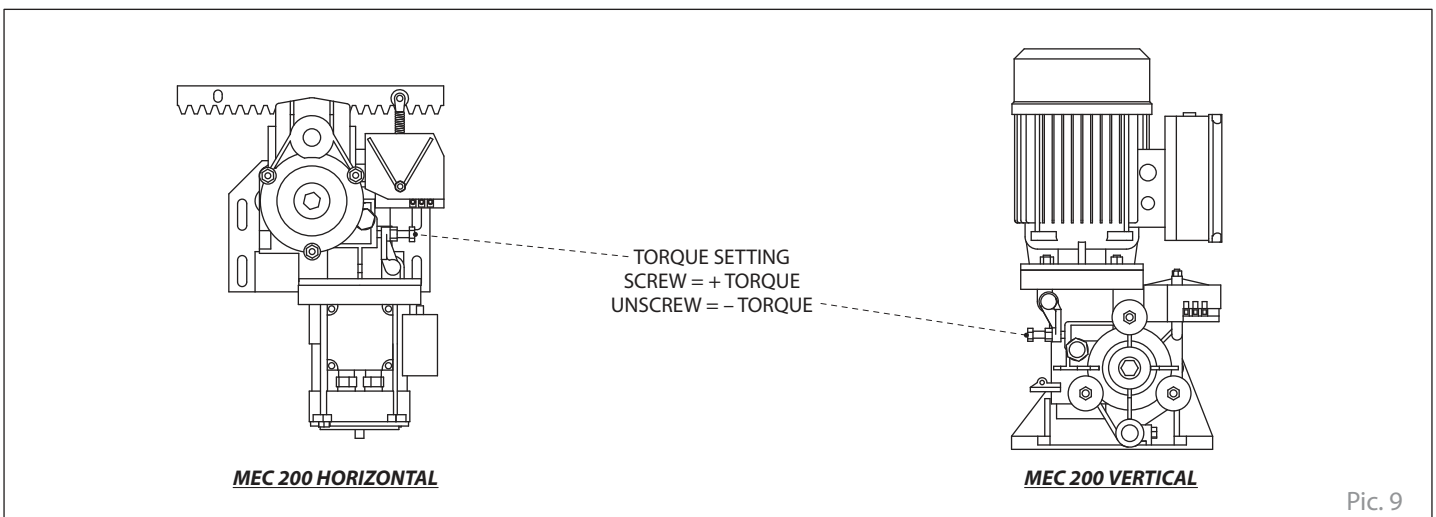 TORQUE SETTING
SCREW = + TORQUE
UNSCREW = – TORQUE
MEC 200 HORIZONTAL
MEC 200 VERTICAL
Pic. 9